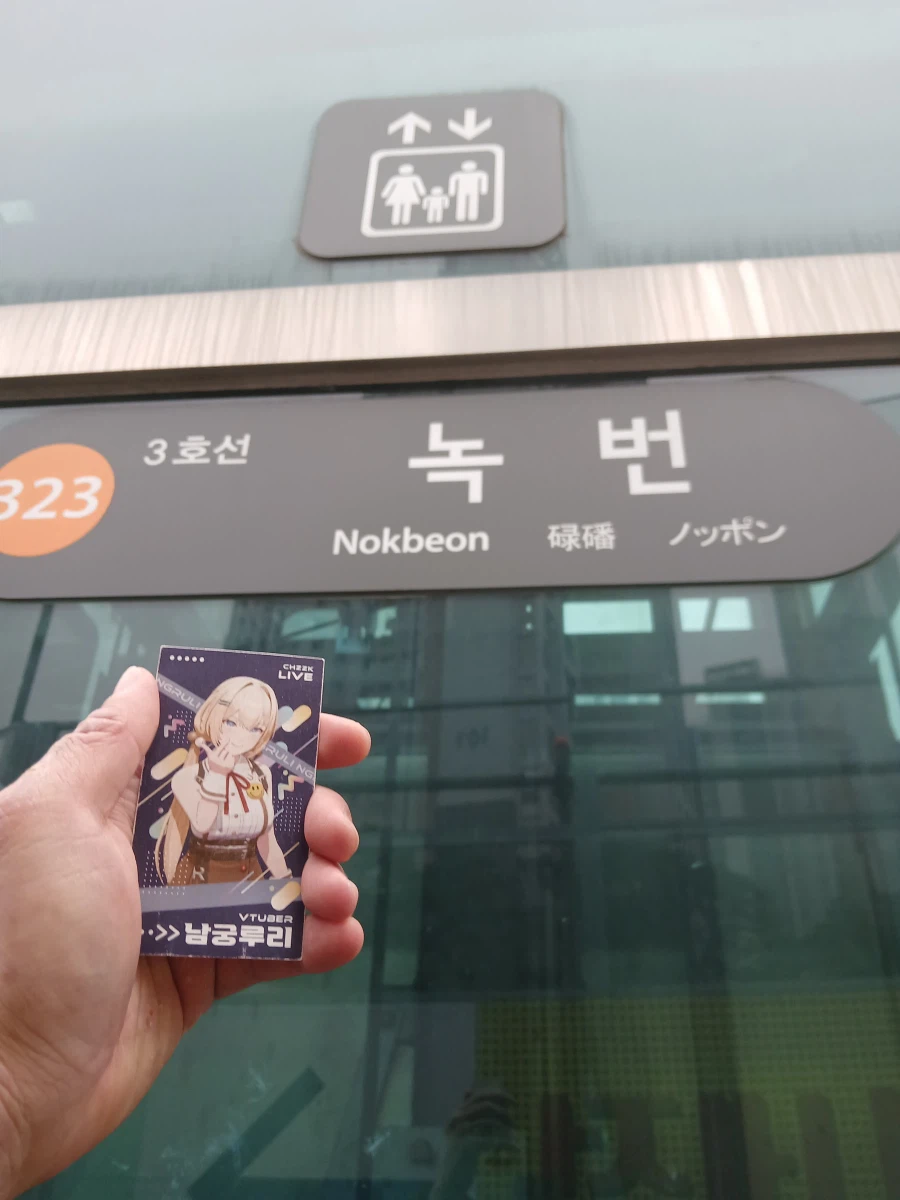 323
3호선
녹번
Nokbeon
碌磻
ノッポン
CHZZK
LIVE
VTUBER
남궁루리